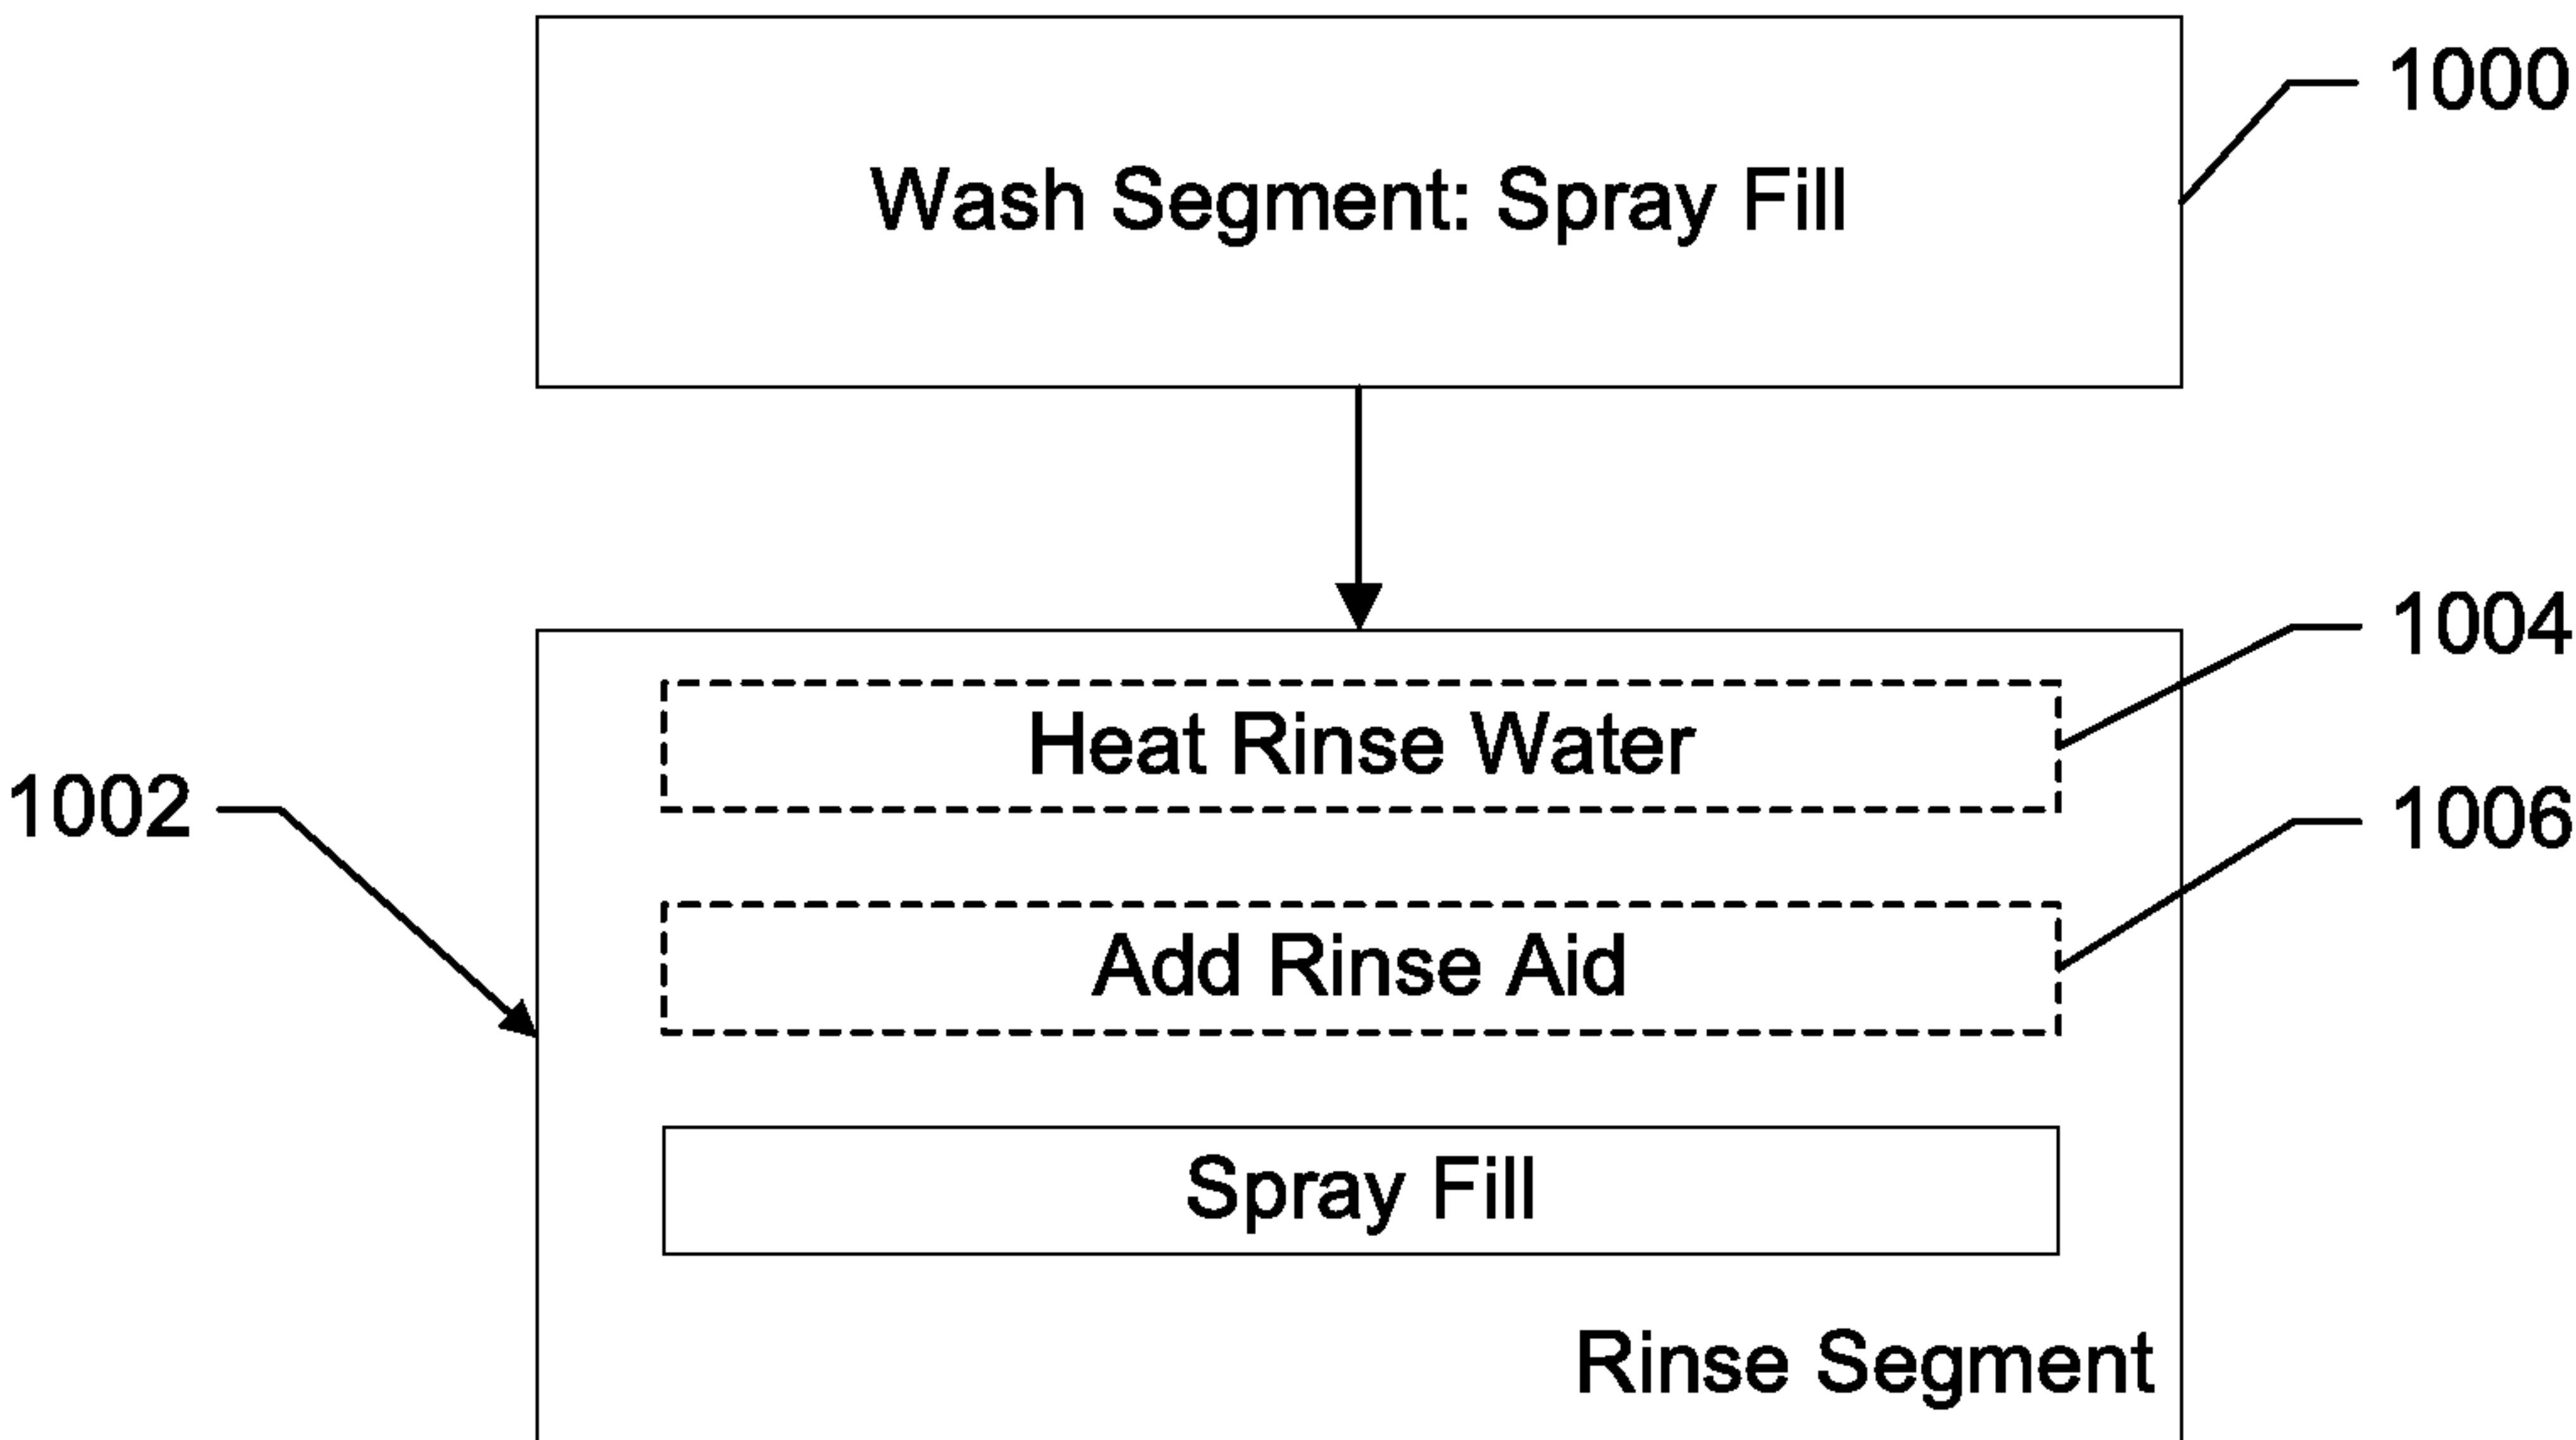 1000
Wash Segment: Spray Fill
1004
Heat Rinse Water
1002
1006
Add Rinse Aid
Spray Fill
Rinse Segment